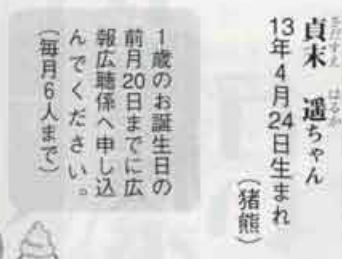 貞末 遥ちゃん
13年4月24日生まれ
(猪熊)
1歳のお誕生日の
前月20日までに広
報広聴係へ申し込
んでください。
(毎月6人まで)